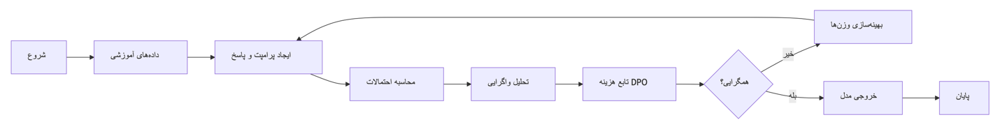 شروع
داده‌های آموزشی
ایجاد پرامپت و پاسخ
محاسبه احتمالات
تحلیل واگرایی
تابع هزینه DPO
همگرایی؟
خیر
بهینه‌سازی وزن‌ها
بله
خروجی مدل
پایان